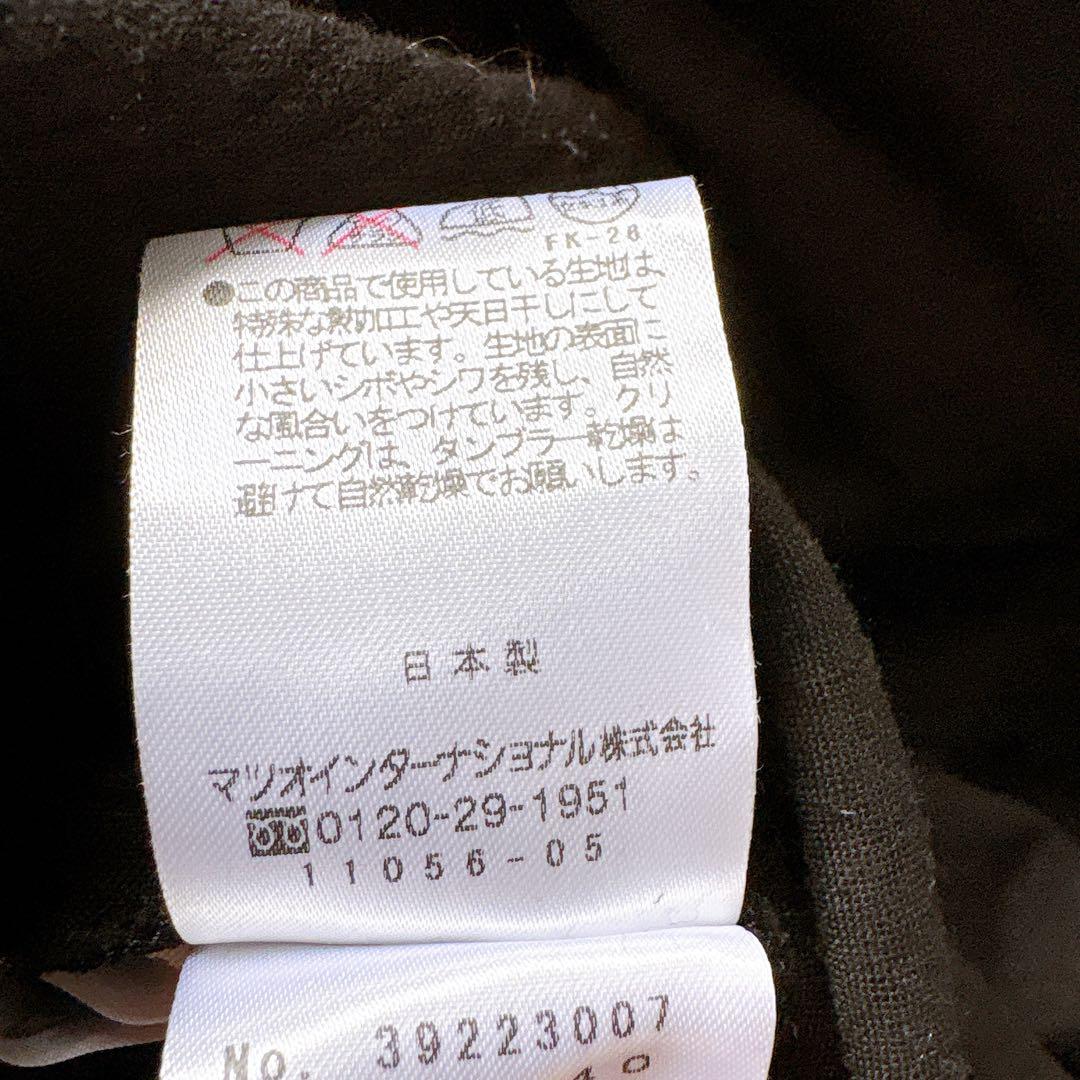 FK-26
●この商品で使用している生地は、
特殊な製加工や天日干しにして
仕上げています。生地の表面に
小さいシボやシワを残し、自然
な風合いをつけています。クリ
ーニングは、タンブラー乾燥は
避けて自然乾燥でお願いします。
日本製
マツオインターナショナル株式会社
0120-29-1951
11056-05
No. 39223007